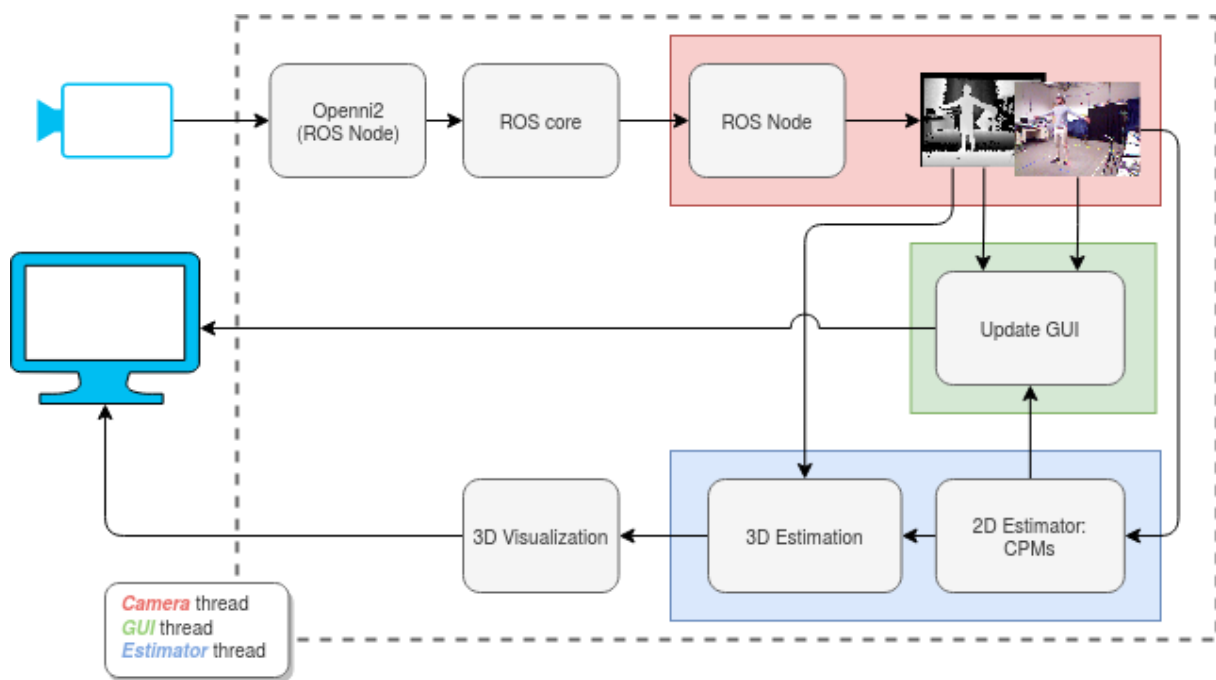 Openni2
(ROS Node)
ROS core
ROS Node
Update GUI
3D Visualization
3D Estimation
2D Estimator:
CPMs
Camera thread
GUI thread
Estimator thread